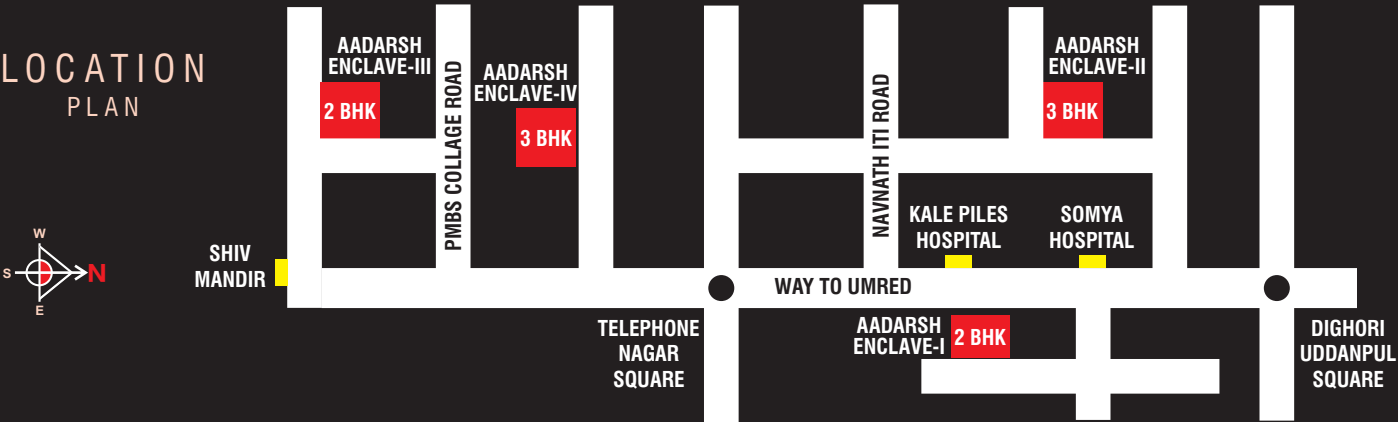 LOCATION
PLAN
AADARSH
ENCLAVE-III
2 BHK
PMBS COLLAGE ROAD
AADARSH
ENCLAVE-IV
3 BHK
NAVNATH ITI ROAD
AADARSH
ENCLAVE-II
3 BHK
W
S
N
E
SHIV
MANDIR
KALE PILES
HOSPITAL
SOMYA
HOSPITAL
WAY TO UMRED
TELEPHONE
NAGAR
SQUARE
AADARSH
ENCLAVE-I
2 BHK
DIGHORI
UDDANPUL
SQUARE